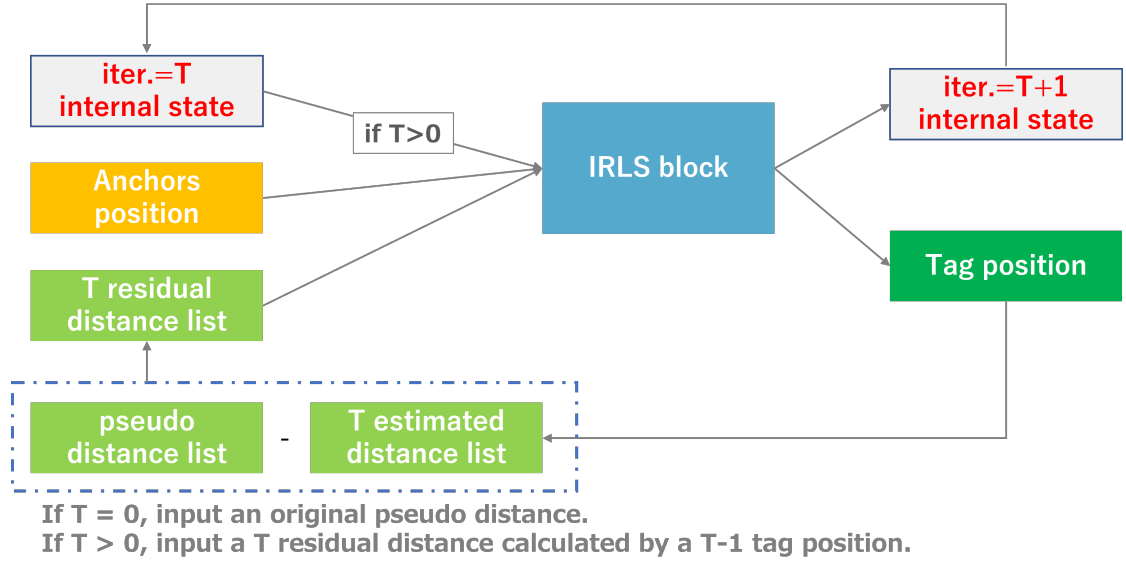 iter.=T
internal state
if T>0
Anchors
position
T residual
distance list
IRLS block
iter.=T+1
internal state
Tag position
pseudo
distance list
-
T estimated
distance list
If T = 0, input an original pseudo distance.
If T > 0, input a T residual distance calculated by a T-1 tag position.